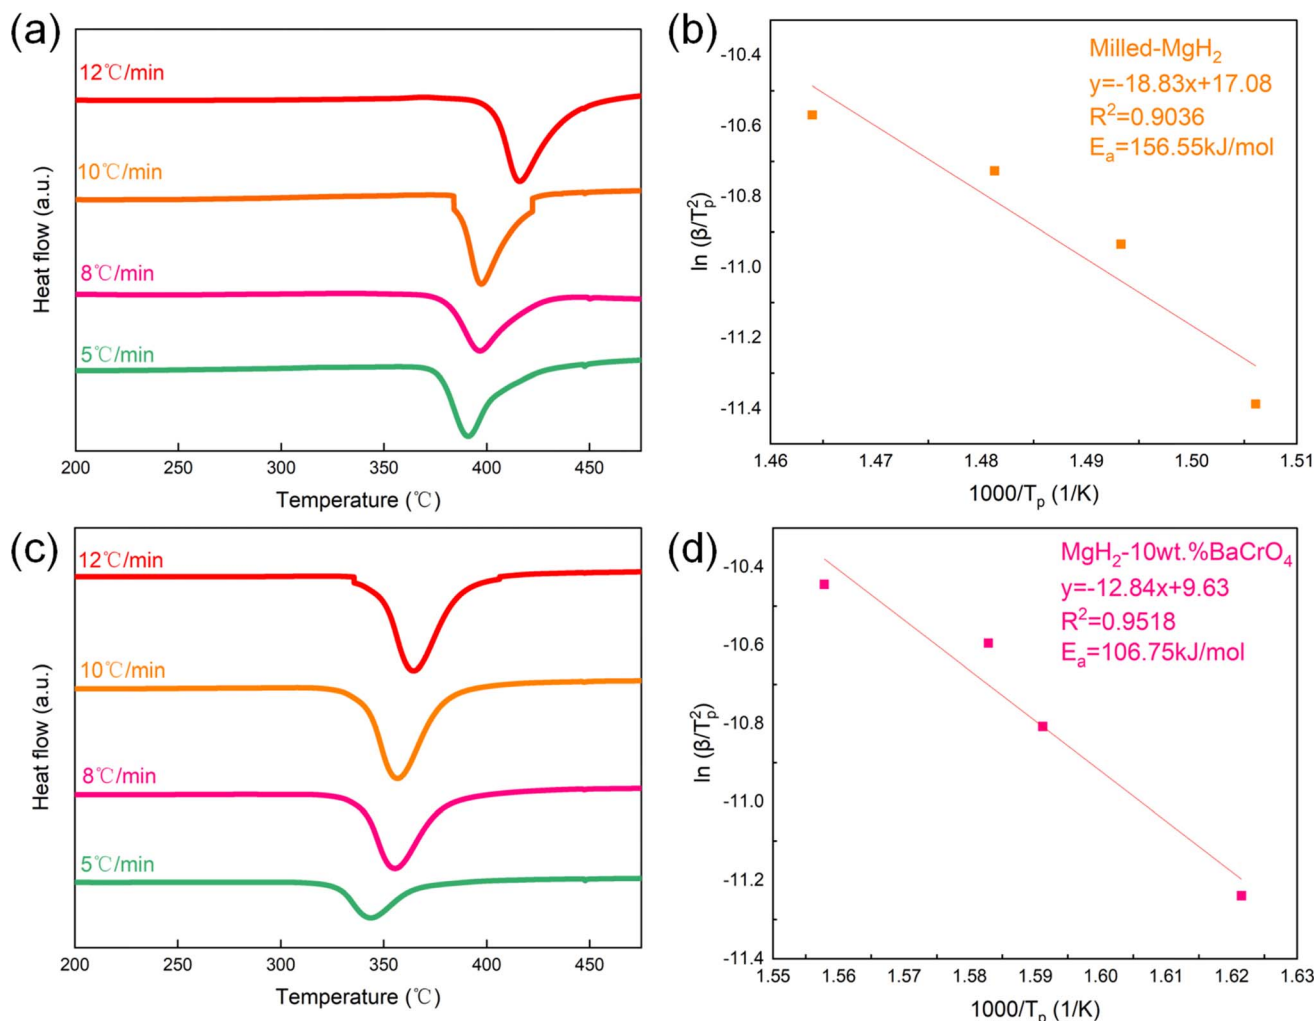 (a)
12℃/min
10℃/min
8℃/min
5℃/min
Heat flow (a.u.)
200 250 300 350 400 450
Temperature (℃)
(b)
Milled-MgH₂
y=-18.83x+17.08
R²=0.9036
Eₐ=156.55kJ/mol
ln (β/Tₚ²)
-10.4
-10.6
-10.8
-11.0
-11.2
-11.4
1.46 1.47 1.48 1.49 1.50 1.51
1000/Tₚ (1/K)
(c)
12℃/min
10℃/min
8℃/min
5℃/min
Heat flow (a.u.)
200 250 300 350 400 450
Temperature (℃)
(d)
MgH₂-10wt.%BaCrO₄
y=-12.84x+9.63
R²=0.9518
Eₐ=106.75kJ/mol
ln (β/Tₚ²)
-10.4
-10.6
-10.8
-11.0
-11.2
-11.4
1.55 1.56 1.57 1.58 1.59 1.60 1.61 1.62 1.63
1000/Tₚ (1/K)